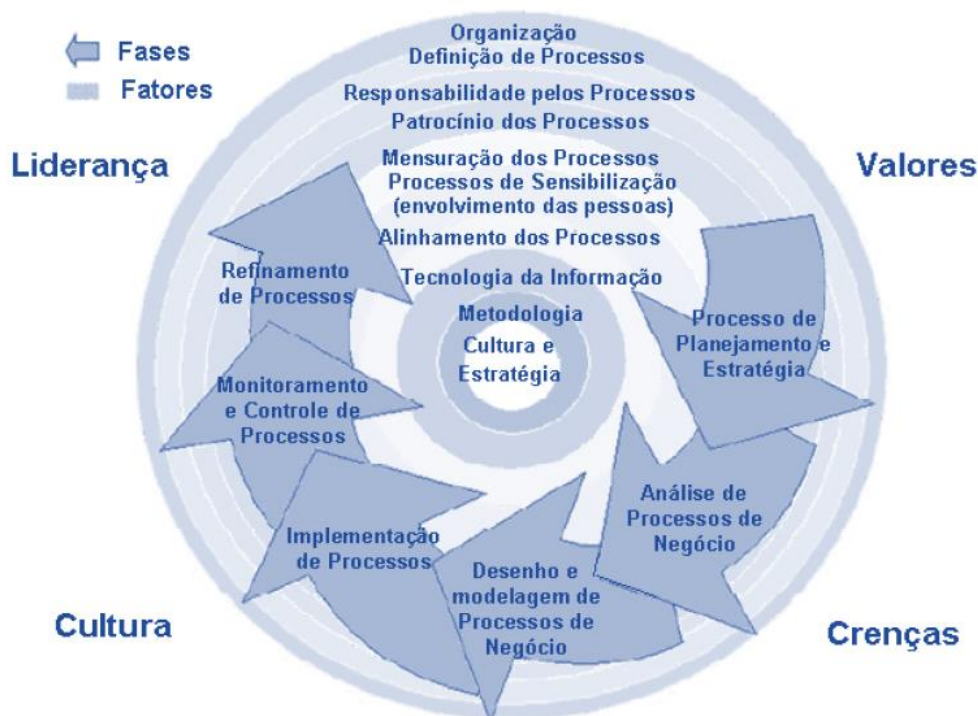 Fases
Fatores
Organização
Definição de Processos
Responsabilidade pelos Processos
Patrocínio dos Processos
Mensuração dos Processos
Processos de Sensibilização
(envolvimento das pessoas)
Alinhamento dos Processos
Tecnologia da Informação
Metodologia
Cultura e
Estratégia
Liderança
Valores
Refinamento
de Processos
Processo de
Planejamento e
Estratégia
Monitoramento
e Controle de
Processos
Análise de
Processos de
Negócio
Implementação
de Processos
Desenho e
modelagem de
Processos de
Negócio
Cultura
Crenças